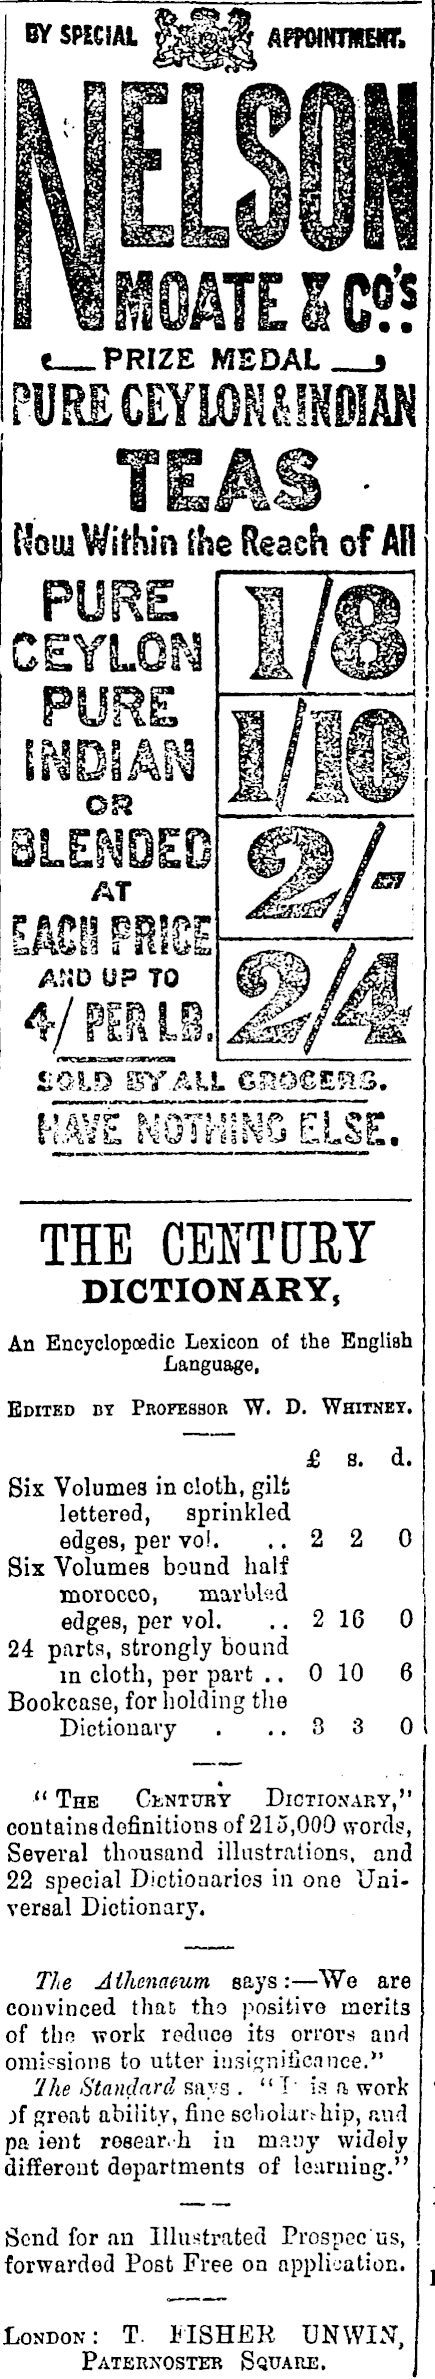 BY SPECIAL APPOINTMENT.
NELSON
MOATE & CO'S
PRIZE MEDAL
PURE CEYLON & INDIAN
TEAS
Now Within the Reach of All
PURE
CEYLON
PURE
INDIAN
OR
BLENDED
AT
EACH PRICE
AND UP TO
4/ PER LB.
1/8
1/10
2/-
2/4
SOLD BY ALL GROCERS.
HAVE NOTHING ELSE.
THE CENTURY
DICTIONARY,
An Encyclopœdic Lexicon of the English
Language,
EDITED BY PROFESSOR W. D. WHITNEY.
£ s. d.
Six Volumes in cloth, gilt
lettered, sprinkled
edges, per vol. .. 2 2 0
Six Volumes bound half
morocco, marbled
edges, per vol. .. 2 16 0
24 parts, strongly bound
in cloth, per part .. 0 10 6
Bookcase, for holding the
Dictionary . .. 3 3 0
"THE CENTURY DICTIONARY,"
contains definitions of 215,000 words,
Several thousand illustrations, and
22 special Dictionaries in one Uni-
versal Dictionary.
The Athenaeum says:—We are
convinced that the positive merits
of the work reduce its errors and
omissions to utter insignificance."
The Standard says. "I is a work
of great ability, fine scholarship, and
pa ient research in many widely
different departments of learning."
Send for an Illustrated Prospec us,
forwarded Post Free on application.
LONDON: T. FISHER UNWIN,
PATERNOSTER SQUARE.